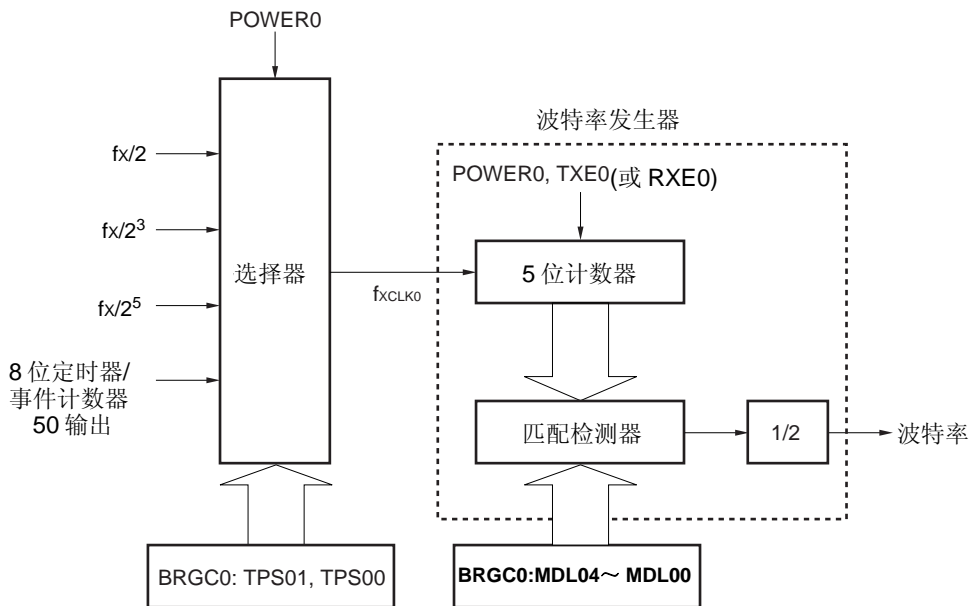 POWER0
fX/2
fX/2³
fX/2⁵
8 位定时器/
事件计数器
50 输出
选择器
fXCLK0
波特率发生器
POWER0, TXE0(或 RXE0)
5 位计数器
匹配检测器
1/2
波特率
BRGC0: TPS01, TPS00
BRGC0:MDL04～ MDL00